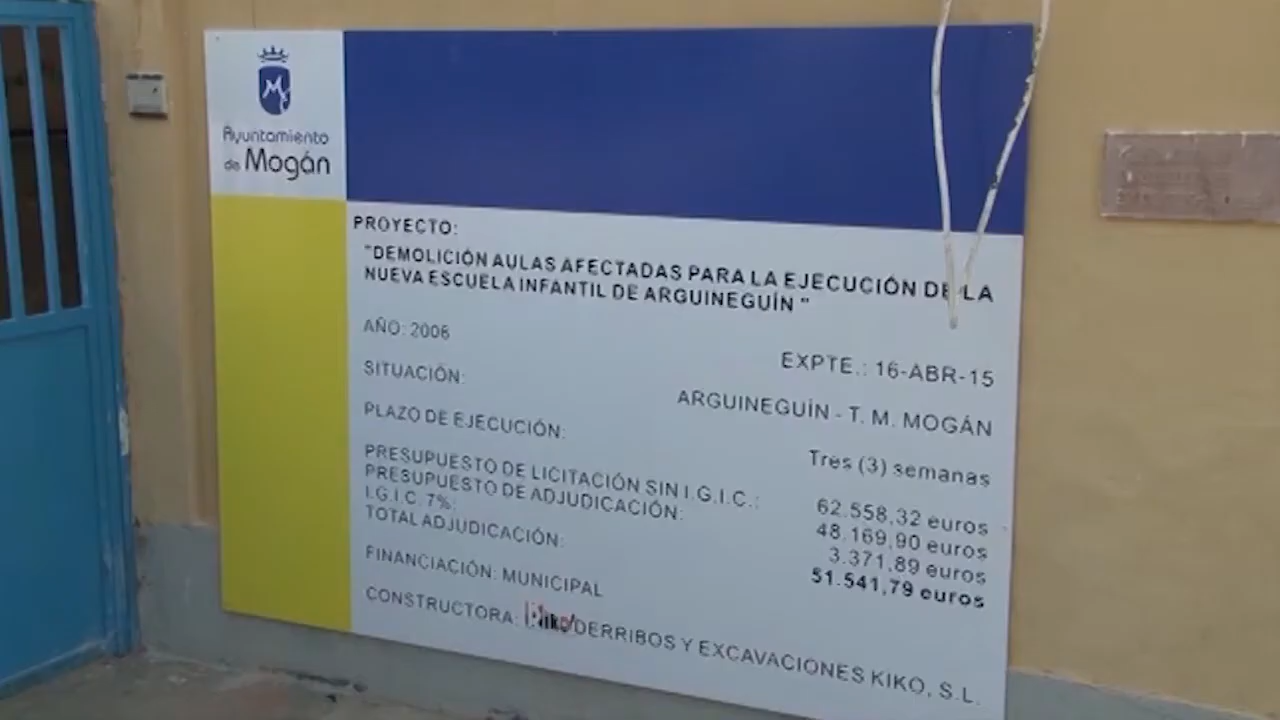 Ayuntamiento
de Mogán
PROYECTO:
"DEMOLICIÓN AULAS AFECTADAS PARA LA EJECUCIÓN DE LA
NUEVA ESCUELA INFANTIL DE ARGUINEGUÍN "
AÑO: 2006
EXPTE.: 16-ABR-15
SITUACIÓN:
ARGUINEGUÍN - T. M. MOGÁN
PLAZO DE EJECUCIÓN:
Tres (3) semanas
PRESUPUESTO DE LICITACIÓN SIN I.G.I.C.: 62.558,32 euros
PRESUPUESTO DE ADJUDICACIÓN: 48.169,90 euros
I.G.I.C. 7%: 3.371,89 euros
TOTAL ADJUDICACIÓN: 51.541,79 euros
FINANCIACIÓN: MUNICIPAL
CONSTRUCTORA: Kiko DERRIBOS Y EXCAVACIONES KIKO, S.L.